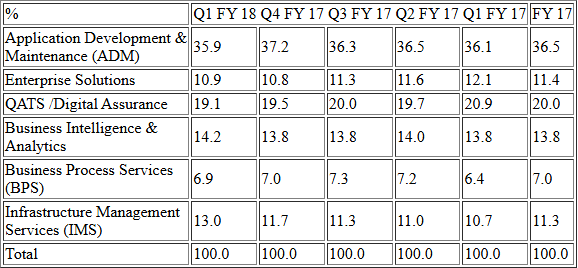 % Q1 FY 18 Q4 FY 17 Q3 FY 17 Q2 FY 17 Q1 FY 17 FY 17
Application Development &
Maintenance (ADM) 35.9 37.2 36.3 36.5 36.1 36.5
Enterprise Solutions 10.9 10.8 11.3 11.6 12.1 11.4
QATS /Digital Assurance 19.1 19.5 20.0 19.7 20.9 20.0
Business Intelligence &
Analytics 14.2 13.8 13.8 14.0 13.8 13.8
Business Process Services
(BPS) 6.9 7.0 7.3 7.2 6.4 7.0
Infrastructure Management
Services (IMS) 13.0 11.7 11.3 11.0 10.7 11.3
Total 100.0 100.0 100.0 100.0 100.0 100.0